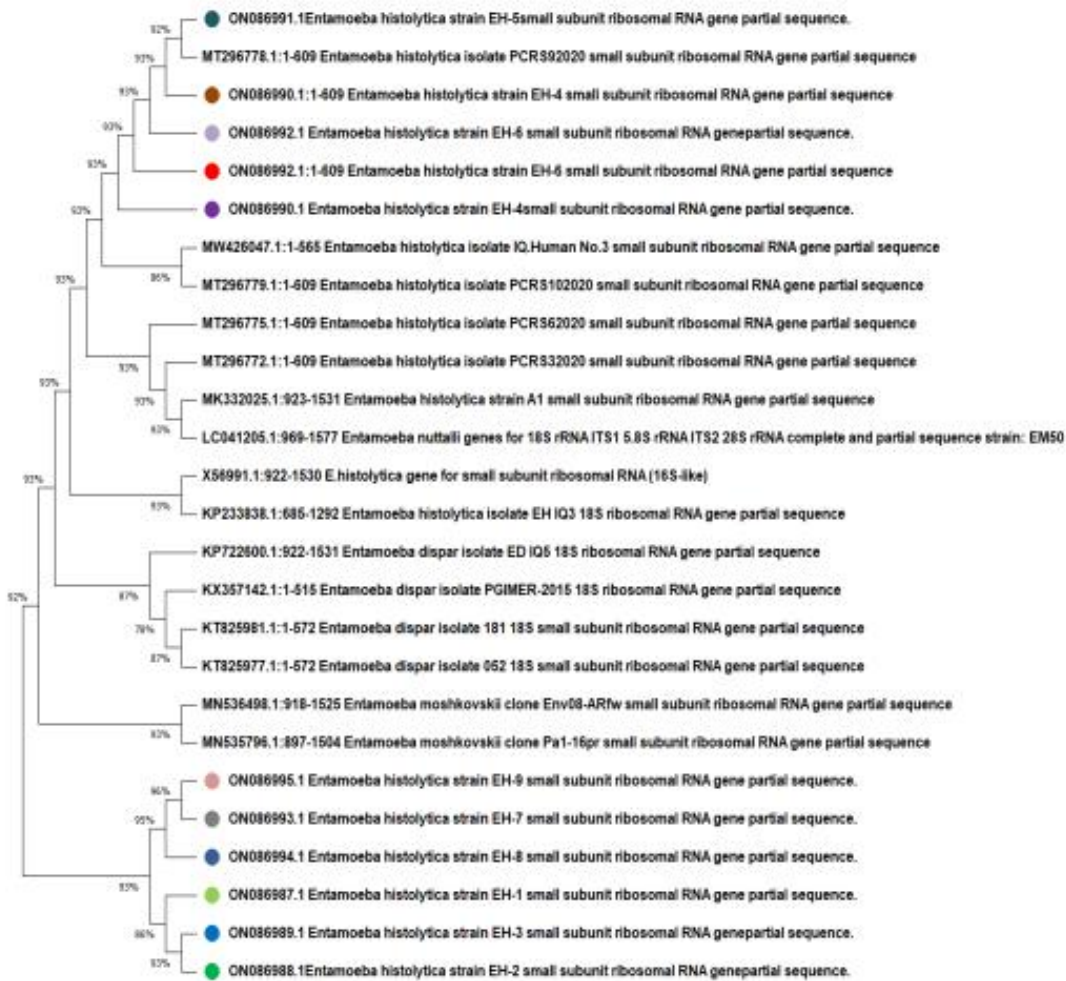 ON086991.1Entamoeba histolytica strain EH-5small subunit ribosomal RNA gene partial sequence.
92%
MT296778.1:1-609 Entamoeba histolytica isolate PCRS92020 small subunit ribosomal RNA gene partial sequence
93%
ON086990.1:1-609 Entamoeba histolytica strain EH-4 small subunit ribosomal RNA gene partial sequence
93%
ON086992.1 Entamoeba histolytica strain EH-6 small subunit ribosomal RNA genepartial sequence.
93%
ON086992.1:1-609 Entamoeba histolytica strain EH-6 small subunit ribosomal RNA gene partial sequence
93%
ON086990.1 Entamoeba histolytica strain EH-4small subunit ribosomal RNA gene partial sequence.
93%
MW426047.1:1-565 Entamoeba histolytica isolate IQ.Human No.3 small subunit ribosomal RNA gene partial sequence
93%
86%
MT296779.1:1-609 Entamoeba histolytica isolate PCRS102020 small subunit ribosomal RNA gene partial sequence
MT296775.1:1-609 Entamoeba histolytica isolate PCRS62020 small subunit ribosomal RNA gene partial sequence
93%
93%
MT296772.1:1-609 Entamoeba histolytica isolate PCRS32020 small subunit ribosomal RNA gene partial sequence
93%
MK332025.1:923-1531 Entamoeba histolytica strain A1 small subunit ribosomal RNA gene partial sequence
LC041205.1:969-1577 Entamoeba nuttalli genes for 18S rRNA ITS1 5.8S rRNA ITS2 28S rRNA complete and partial sequence strain: EM50
X56991.1:922-1530 E.histolytica gene for small subunit ribosomal RNA (16S-like)
93%
KP233838.1:685-1292 Entamoeba histolytica isolate EH IQ3 18S ribosomal RNA gene partial sequence
KP722600.1:922-1531 Entamoeba dispar isolate ED IQ5 18S ribosomal RNA gene partial sequence
92%
87%
KX357142.1:1-515 Entamoeba dispar isolate PGIMER-2015 18S ribosomal RNA gene partial sequence
78%
KT825981.1:1-572 Entamoeba dispar isolate 181 18S small subunit ribosomal RNA gene partial sequence
87%
KT825977.1:1-572 Entamoeba dispar isolate 052 18S small subunit ribosomal RNA gene partial sequence
MN536498.1:918-1525 Entamoeba moshkovskii clone Env08-ARfw small subunit ribosomal RNA gene partial sequence
MN535796.1:897-1504 Entamoeba moshkovskii clone Pa1-16pr small subunit ribosomal RNA gene partial sequence
ON086995.1 Entamoeba histolytica strain EH-9 small subunit ribosomal RNA gene partial sequence.
ON086993.1 Entamoeba histolytica strain EH-7 small subunit ribosomal RNA gene partial sequence.
95%
ON086994.1 Entamoeba histolytica strain EH-8 small subunit ribosomal RNA gene partial sequence.
93%
ON086987.1 Entamoeba histolytica strain EH-1 small subunit ribosomal RNA gene partial sequence.
86%
ON086989.1 Entamoeba histolytica strain EH-3 small subunit ribosomal RNA genepartial sequence.
93%
ON086988.1Entamoeba histolytica strain EH-2 small subunit ribosomal RNA genepartial sequence.